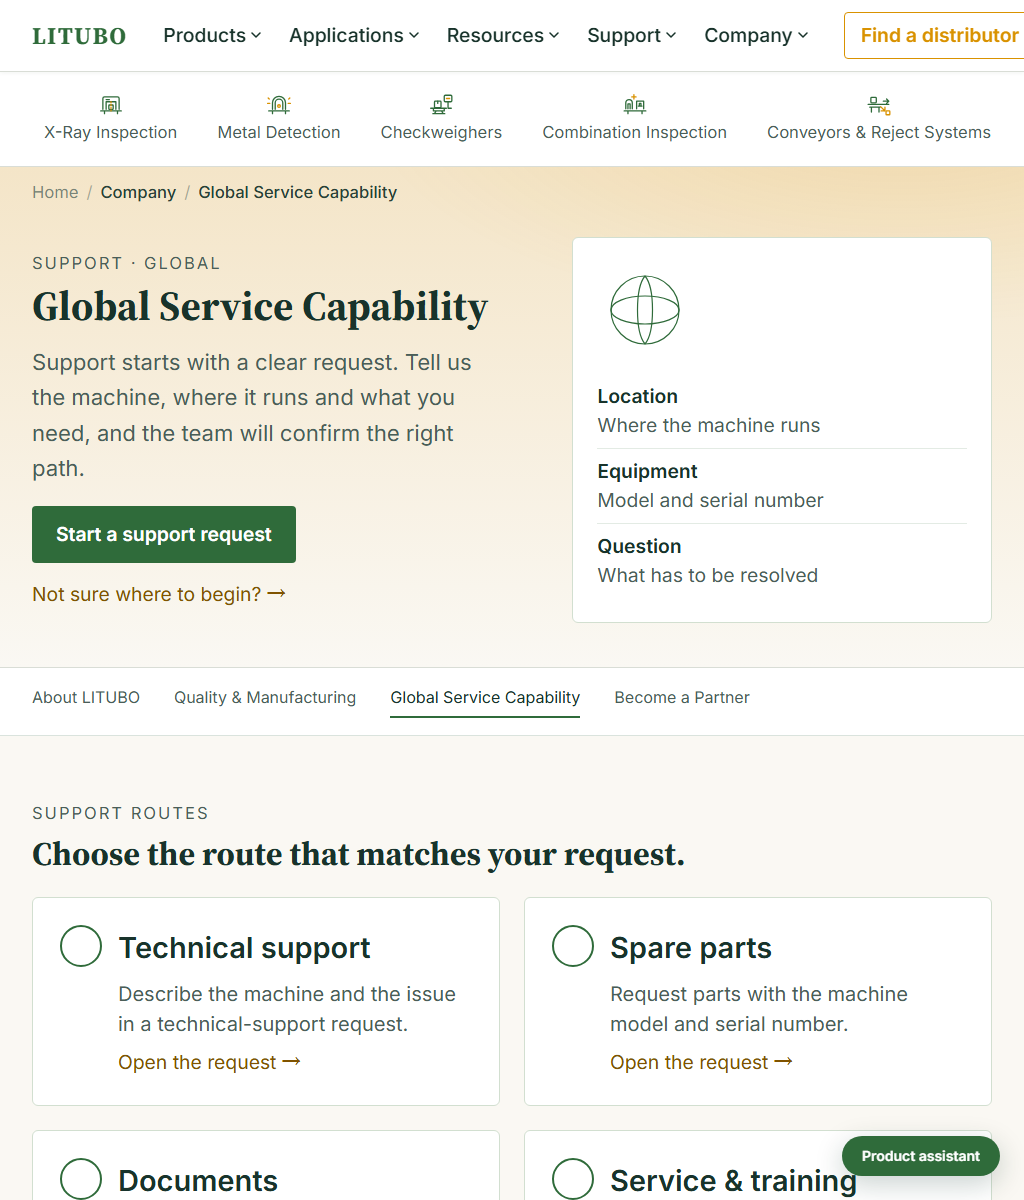 LITUBO
Products
Applications
Resources
Support
Company
Find a distributor
X-Ray Inspection
Metal Detection
Checkweighers
Combination Inspection
Conveyors & Reject Systems
Home / Company / Global Service Capability
SUPPORT · GLOBAL
Global Service Capability
Support starts with a clear request. Tell us
the machine, where it runs and what you
need, and the team will confirm the right
path.
Start a support request
Not sure where to begin? →
Location
Where the machine runs
Equipment
Model and serial number
Question
What has to be resolved
About LITUBO
Quality & Manufacturing
Global Service Capability
Become a Partner
SUPPORT ROUTES
Choose the route that matches your request.
Technical support
Describe the machine and the issue
in a technical-support request.
Open the request →
Spare parts
Request parts with the machine
model and serial number.
Open the request →
Documents
Service & training
Product assistant